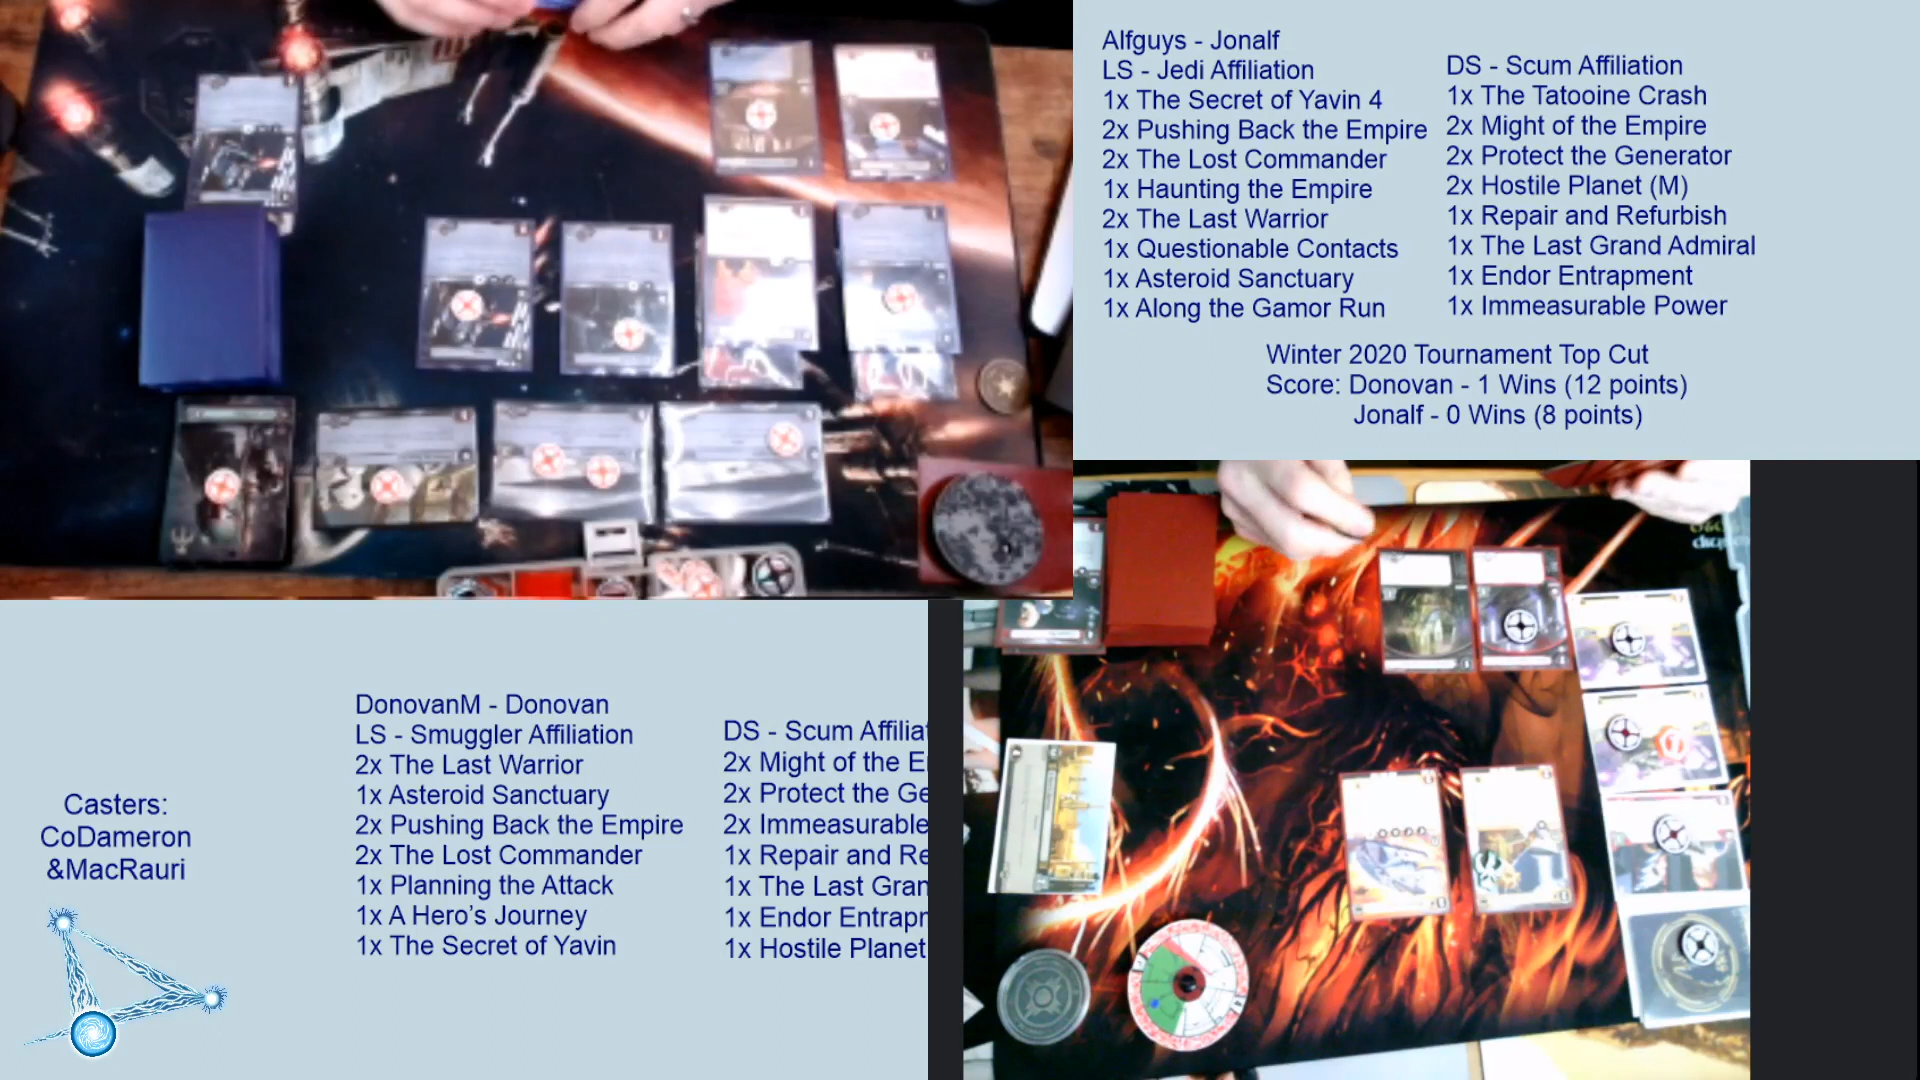 Alfguys - Jonalf
LS - Jedi Affiliation
1x The Secret of Yavin 4
2x Pushing Back the Empire
2x The Lost Commander
1x Haunting the Empire
2x The Last Warrior
1x Questionable Contacts
1x Asteroid Sanctuary
1x Along the Gamor Run
DS - Scum Affiliation
1x The Tatooine Crash
2x Might of the Empire
2x Protect the Generator
2x Hostile Planet (M)
1x Repair and Refurbish
1x The Last Grand Admiral
1x Endor Entrapment
1x Immeasurable Power
Winter 2020 Tournament Top Cut
Score: Donovan - 1 Wins (12 points)
Jonalf - 0 Wins (8 points)
Casters:
CoDameron
&MacRauri
DonovanM - Donovan
LS - Smuggler Affiliation
2x The Last Warrior
1x Asteroid Sanctuary
2x Pushing Back the Empire
2x The Lost Commander
1x Planning the Attack
1x A Hero's Journey
1x The Secret of Yavin
DS - Scum Affiliat
2x Might of the E
2x Protect the Ge
2x Immeasurable
1x Repair and Re
1x The Last Gran
1x Endor Entrapr
1x Hostile Planet